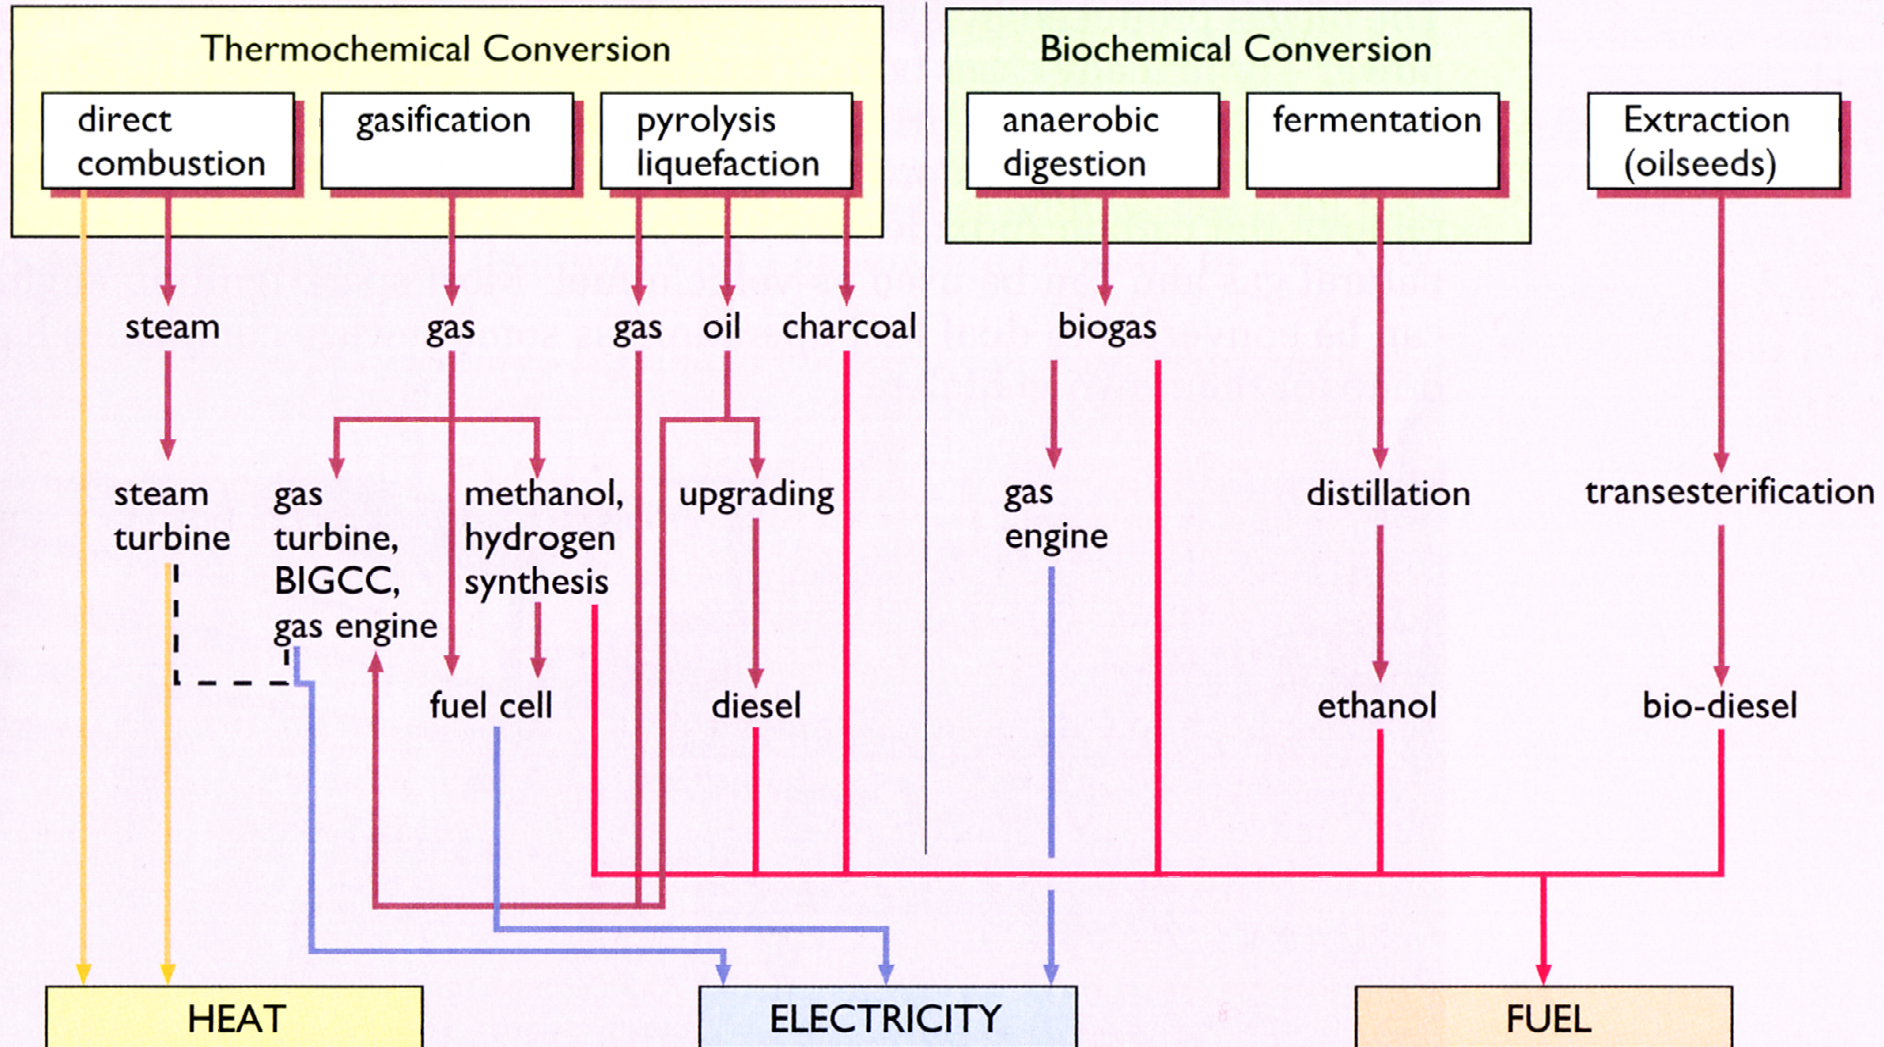 Thermochemical Conversion
Biochemical Conversion
direct
combustion
gasification
pyrolysis
liquefaction
anaerobic
digestion
fermentation
Extraction
(oilseeds)
steam
gas
gas
oil
charcoal
biogas
steam
turbine
gas
turbine,
BIGCC,
gas engine
methanol,
hydrogen
synthesis
upgrading
gas
engine
distillation
transesterification
fuel cell
diesel
ethanol
bio-diesel
HEAT
ELECTRICITY
FUEL